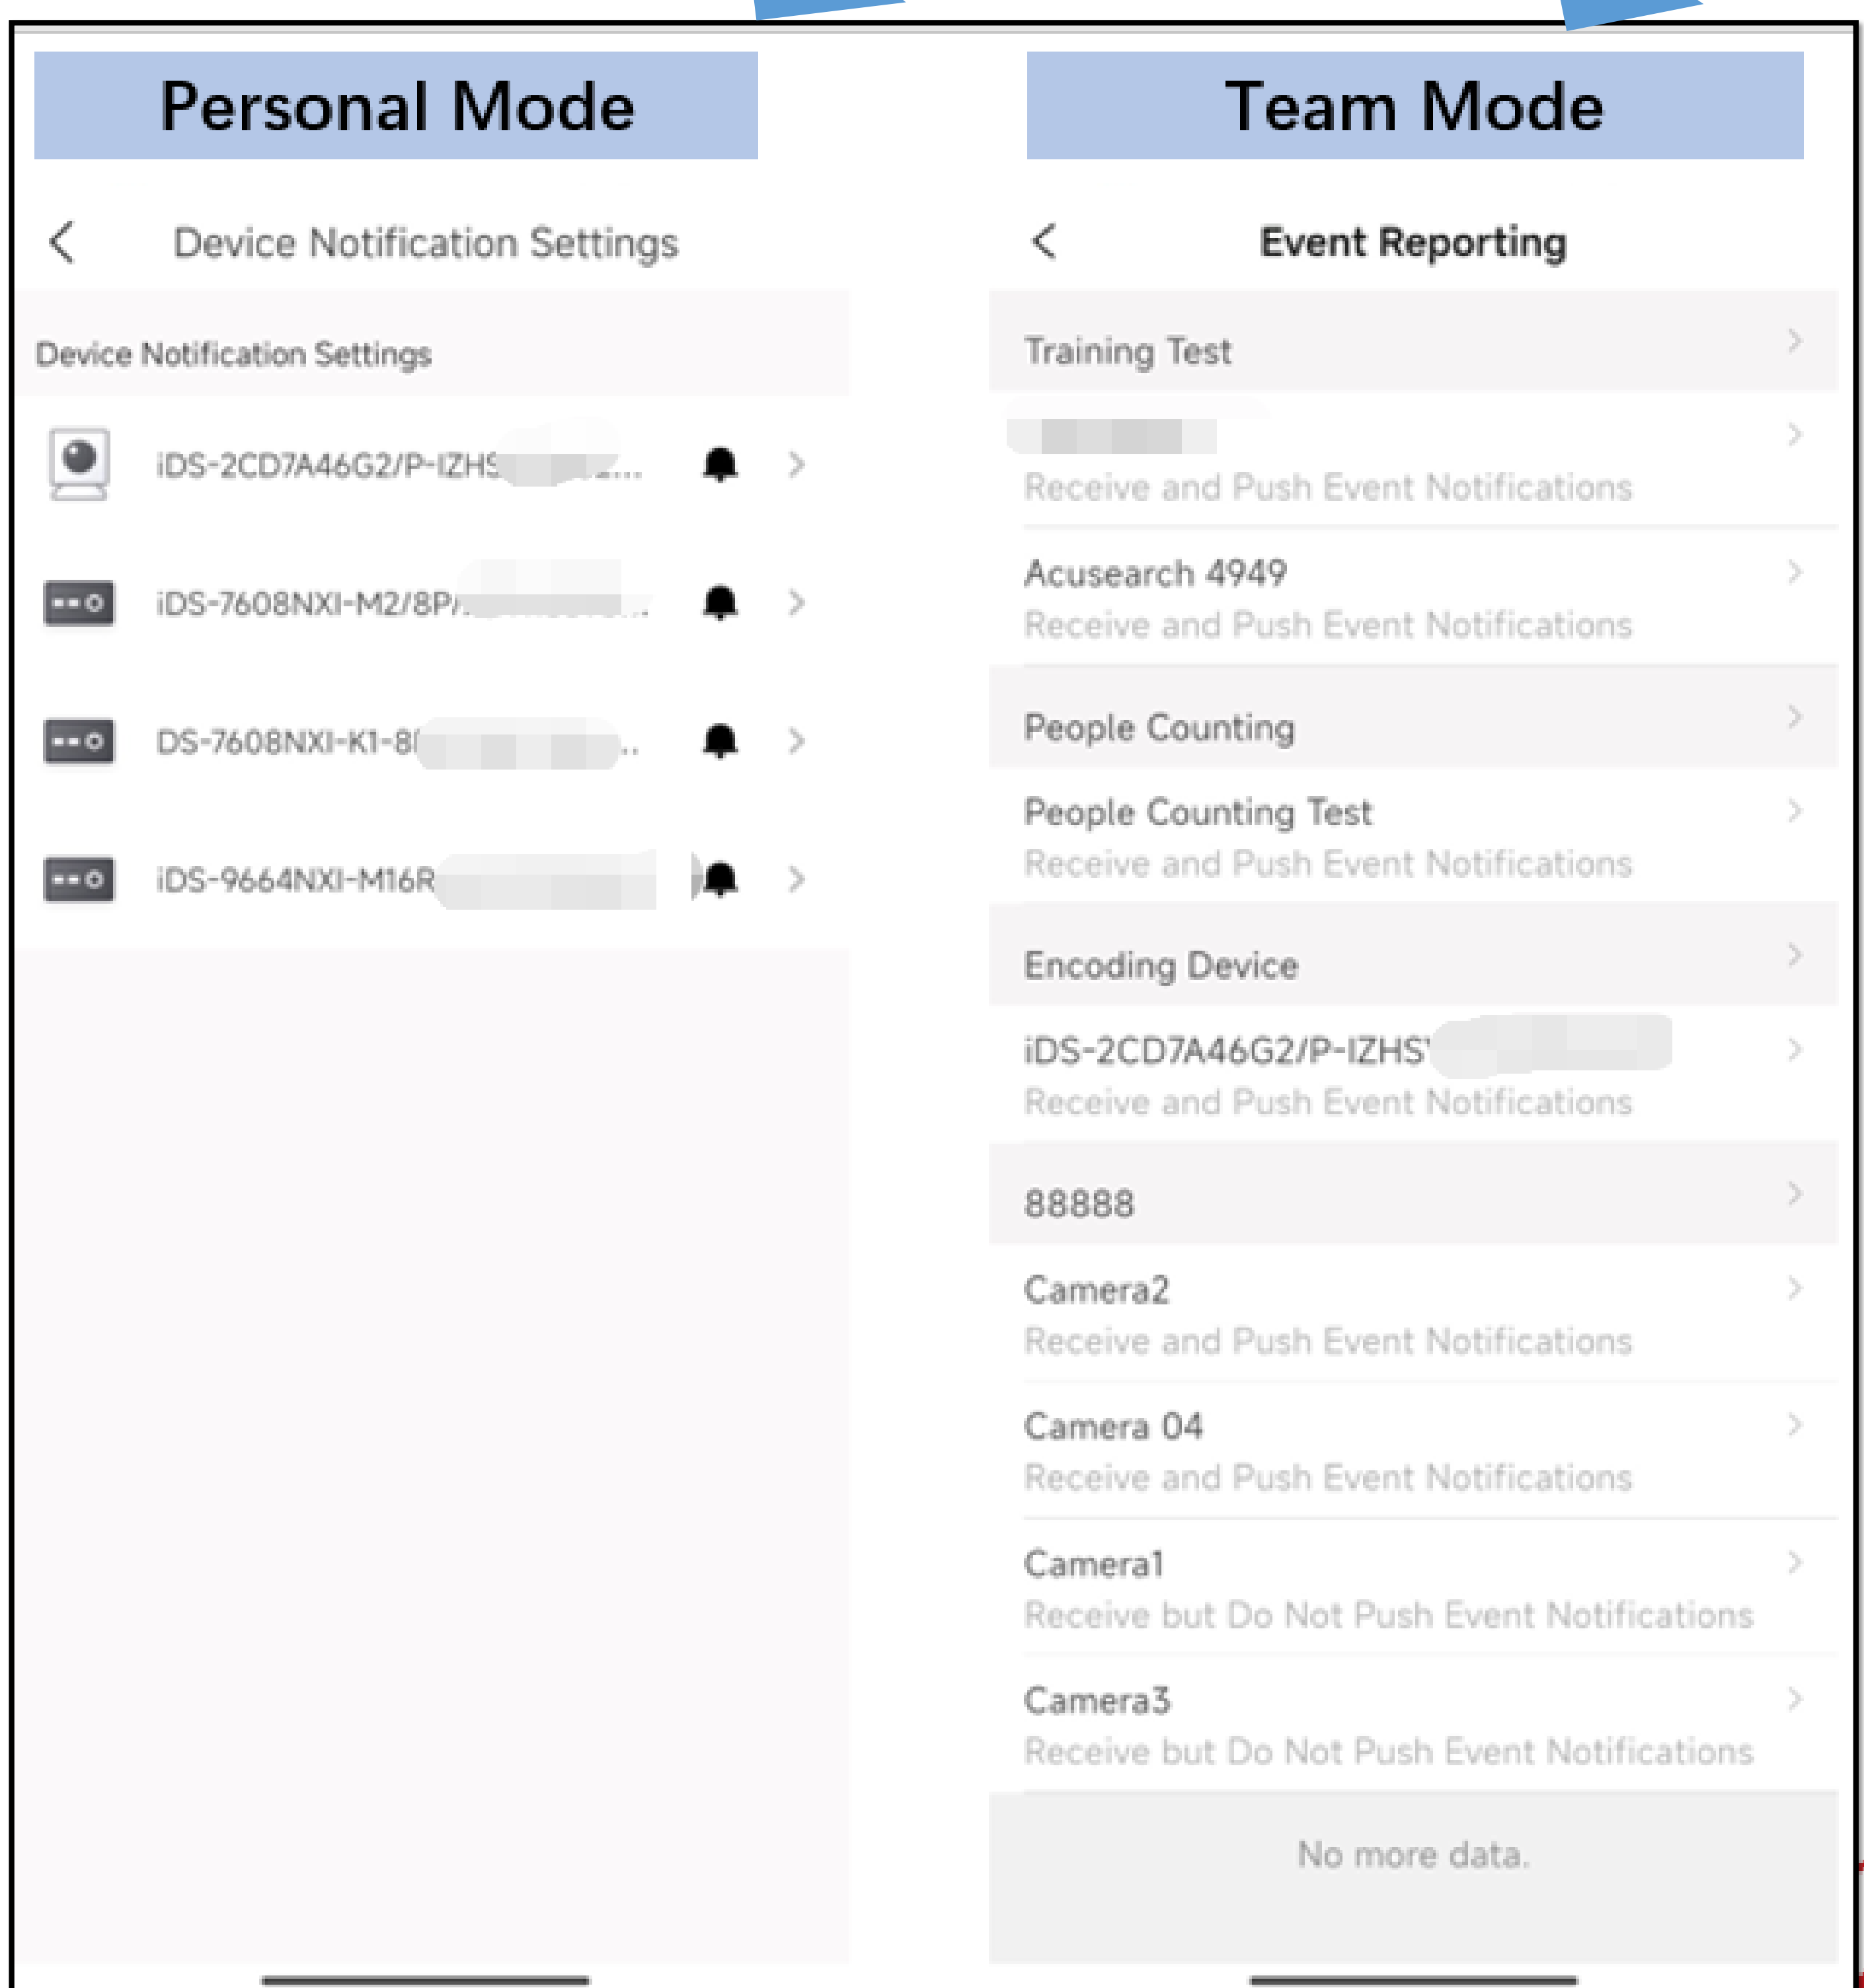 Personal Mode
Device Notification Settings
Device Notification Settings
iDS-2CD7A46G2/P-IZHS
iDS-7608NXI-M2/8P/
DS-7608NXI-K1-8
iDS-9664NXI-M16R
Team Mode
Event Reporting
Training Test
Receive and Push Event Notifications
Acusearch 4949
Receive and Push Event Notifications
People Counting
People Counting Test
Receive and Push Event Notifications
Encoding Device
iDS-2CD7A46G2/P-IZHS
Receive and Push Event Notifications
88888
Camera2
Receive and Push Event Notifications
Camera 04
Receive and Push Event Notifications
Camera1
Receive but Do Not Push Event Notifications
Camera3
Receive but Do Not Push Event Notifications
No more data.